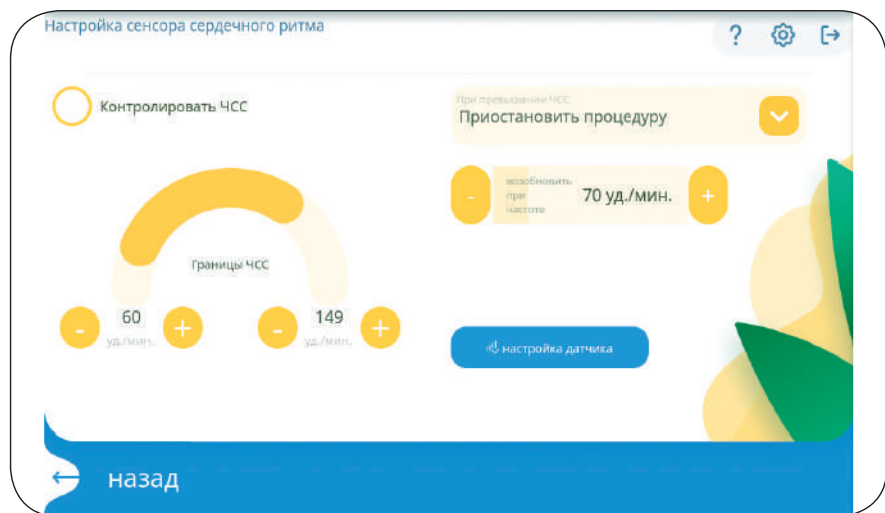 Настройка сенсора сердечного ритма
?
Контролировать ЧСС
При превышении ЧСС
Приостановить процедуру
-
возобновить
при
частоте
70 уд./мин.
+
Границы ЧСС
-
60
уд./мин.
+
-
149
уд./мин.
+
настройка датчика
назад